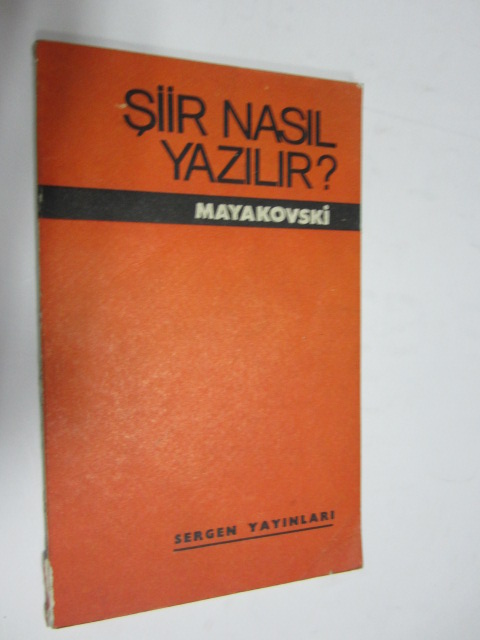 ŞİİR NASIL
YAZILIR?
MAYAKOVSKİ
SERGEN YAYINLARI